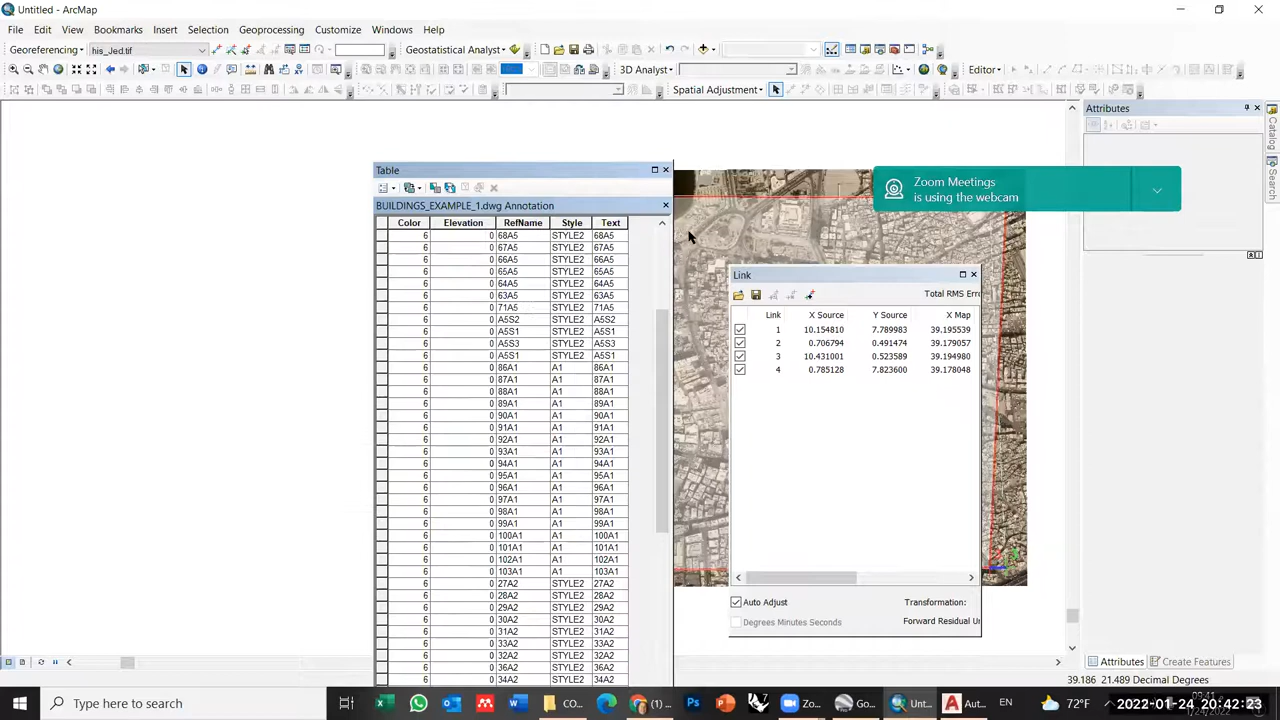 Untitled - ArcMap
File Edit View Bookmarks Insert Selection Geoprocessing Customize Windows Help
Georeferencing his_Jed.tif Geostatistical Analyst
3D Analyst Editor
Spatial Adjustment
Attributes
Catalog
Search
Zoom Meetings
is using the webcam
Table
BUILDINGS_EXAMPLE_1.dwg Annotation
Color Elevation RefName Style Text
6 0 68A5 STYLE2 68A5
6 0 67A5 STYLE2 67A5
6 0 66A5 STYLE2 66A5
6 0 65A5 STYLE2 65A5
6 0 64A5 STYLE2 64A5
6 0 63A5 STYLE2 63A5
6 0 71A5 STYLE2 71A5
6 0 A5S2 STYLE2 A5S2
6 0 A5S1 STYLE2 A5S1
6 0 A5S3 STYLE2 A5S3
6 0 A5S1 STYLE2 A5S1
6 0 86A1 A1 86A1
6 0 87A1 A1 87A1
6 0 88A1 A1 88A1
6 0 89A1 A1 89A1
6 0 90A1 A1 90A1
6 0 91A1 A1 91A1
6 0 92A1 A1 92A1
6 0 93A1 A1 93A1
6 0 94A1 A1 94A1
6 0 95A1 A1 95A1
6 0 96A1 A1 96A1
6 0 97A1 A1 97A1
6 0 98A1 A1 98A1
6 0 99A1 A1 99A1
6 0 100A1 A1 100A1
6 0 101A1 A1 101A1
6 0 102A1 A1 102A1
6 0 103A1 A1 103A1
6 0 27A2 STYLE2 27A2
6 0 28A2 STYLE2 28A2
6 0 29A2 STYLE2 29A2
6 0 30A2 STYLE2 30A2
6 0 31A2 STYLE2 31A2
6 0 33A2 STYLE2 33A2
6 0 32A2 STYLE2 32A2
6 0 36A2 STYLE2 36A2
6 0 34A2 STYLE2 34A2
Link
Total RMS Erro
Link X Source Y Source X Map
1 10.154810 7.789983 39.195539
2 0.706794 0.491474 39.179057
3 10.431001 0.523589 39.194980
4 0.785128 7.823600 39.178048
Auto Adjust Transformation:
Degrees Minutes Seconds Forward Residual Un
Attributes Create Features
39.186 21.489 Decimal Degrees
Type here to search
CO... (1) ... Zo... Go... Unt... Aut... EN 72°F
2022-01-24 20:42:23